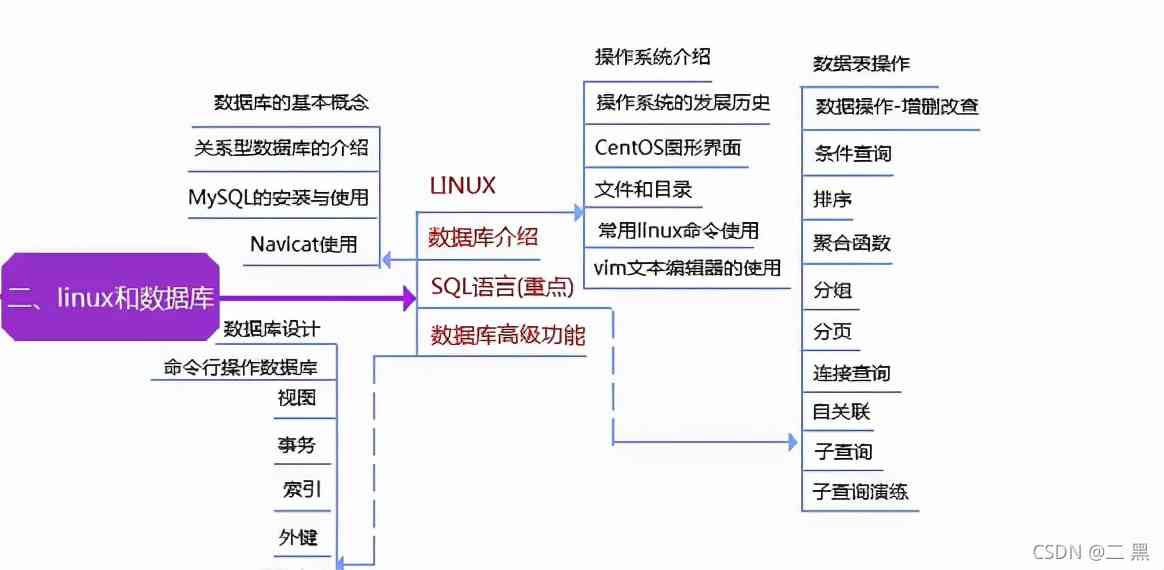 二、linux和数据库
LINUX
操作系统介绍
操作系统的发展历史
CentOS图形界面
文件和目录
常用linux命令使用
vim文本编辑器的使用
数据库介绍
数据库的基本概念
关系型数据库的介绍
MySQL的安装与使用
Navicat使用
SQL语言(重点)
数据表操作
数据操作-增删改查
条件查询
排序
聚合函数
分组
分页
连接查询
自关联
子查询
子查询演练
数据库高级功能
数据库设计
命令行操作数据库
视图
事务
索引
外健
CSDN @二 黑